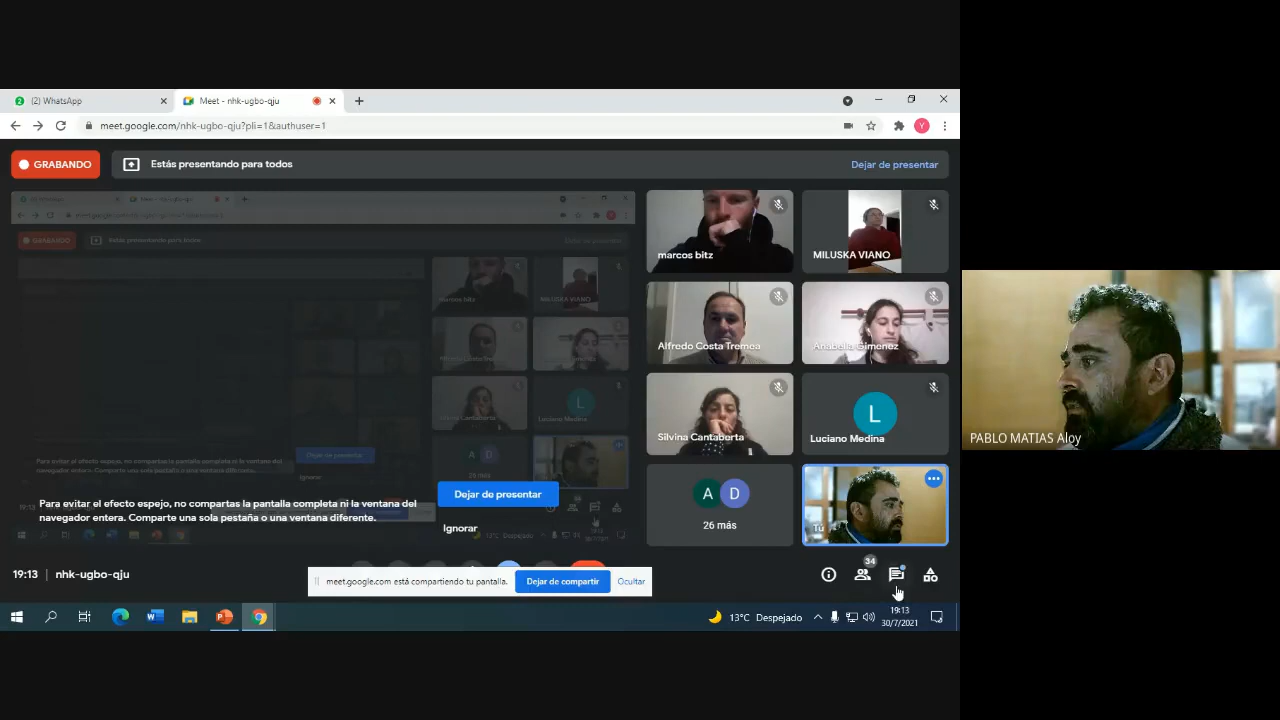 (2) WhatsApp
Meet - nhk-ugbo-qju
meet.google.com/nhk-ugbo-qju?pli=1&authuser=1
Y
GRABANDO
Estás presentando para todos
Dejar de presentar
marcos bitz
MILUSKA VIANO
Alfredo Costa Tremea
Anabella Gimenez
Silvina Cantaberta
L
Luciano Medina
A D
26 más
Tú
PABLO MATIAS Aloy
Para evitar el efecto espejo, no compartas la pantalla completa ni la ventana del
navegador entera. Comparte una sola pestaña o una ventana diferente.
Dejar de presentar
Ignorar
19:13
nhk-ugbo-qju
meet.google.com está compartiendo tu pantalla.
Dejar de compartir
Ocultar
34
13°C Despejado
19:13
30/7/2021